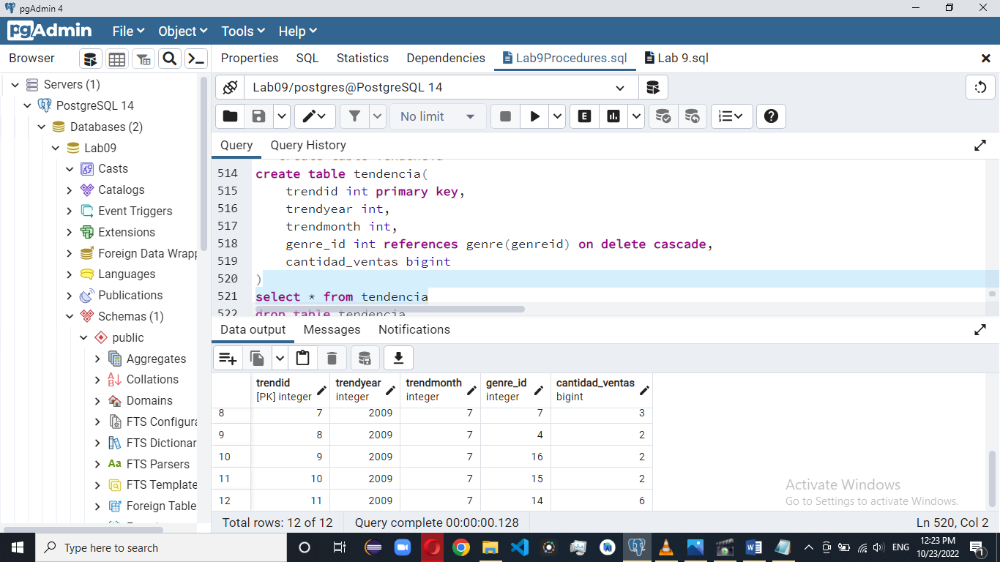 pgAdmin 4
pgAdmin File Object Tools Help
Browser Properties SQL Statistics Dependencies Lab9Procedures.sql Lab 9.sql
Servers (1)
PostgreSQL 14
Databases (2)
Lab09
Casts
Catalogs
Event Triggers
Extensions
Foreign Data Wrapp
Languages
Publications
Schemas (1)
public
Aggregates
Collations
Domains
FTS Configura
FTS Dictionar
Aa FTS Parsers
FTS Template
Foreign Table
Lab09/postgres@PostgreSQL 14
No limit E
Query Query History
514 create table tendencia(
515 trendid int primary key,
516 trendyear int,
517 trendmonth int,
518 genre_id int references genre(genreid) on delete cascade,
519 cantidad_ventas bigint
520 )
521 select * from tendencia
522 drop table tendencia
Data output Messages Notifications
trendid trendyear trendmonth genre_id cantidad_ventas
[PK] integer integer integer integer bigint
8 7 2009 7 7 3
9 8 2009 7 4 2
10 9 2009 7 16 2
11 10 2009 7 15 2
12 11 2009 7 14 6
Activate Windows
Go to Settings to activate Windows.
Total rows: 12 of 12 Query complete 00:00:00.128 Ln 520, Col 2
Type here to search ENG 12:23 PM
10/23/2022 1